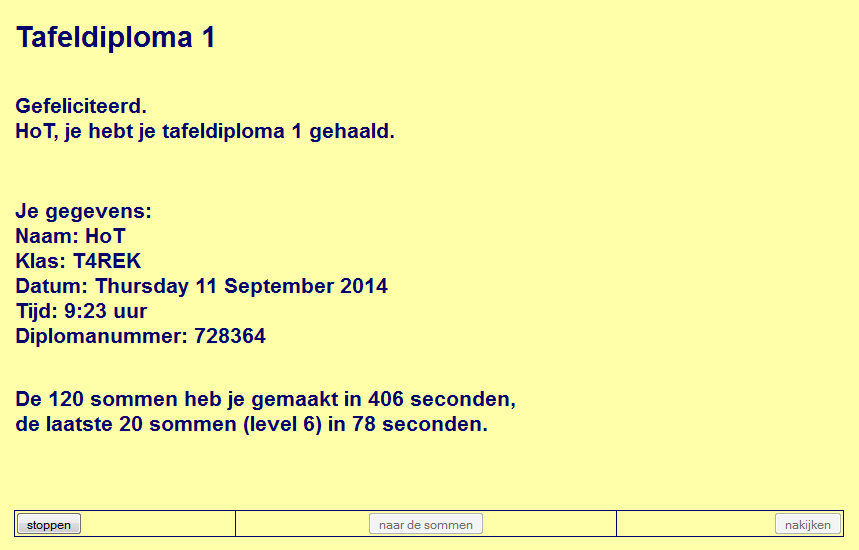 Tafeldiploma 1
Gefeliciteerd.
HoT, je hebt je tafeldiploma 1 gehaald.
Je gegevens:
Naam: HoT
Klas: T4REK
Datum: Thursday 11 September 2014
Tijd: 9:23 uur
Diplomanummer: 728364
De 120 sommen heb je gemaakt in 406 seconden,
de laatste 20 sommen (level 6) in 78 seconden.
stoppen naar de sommen nakijken